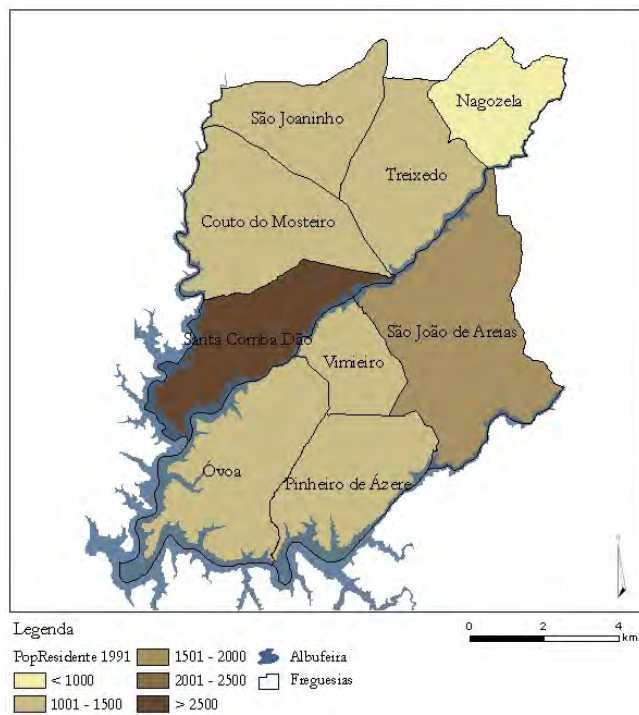 Nagozela
São Joaninho
Treixedo
Couto do Mosteiro
Santa Comba Dão
São João de Areias
Vimieiro
Óvoa
Pinheiro de Ázere
Legenda
0 2 4
km
PopResidente 1991
1501 - 2000
Albufeira
< 1000
2001 - 2500
Freguesias
1001 - 1500
> 2500